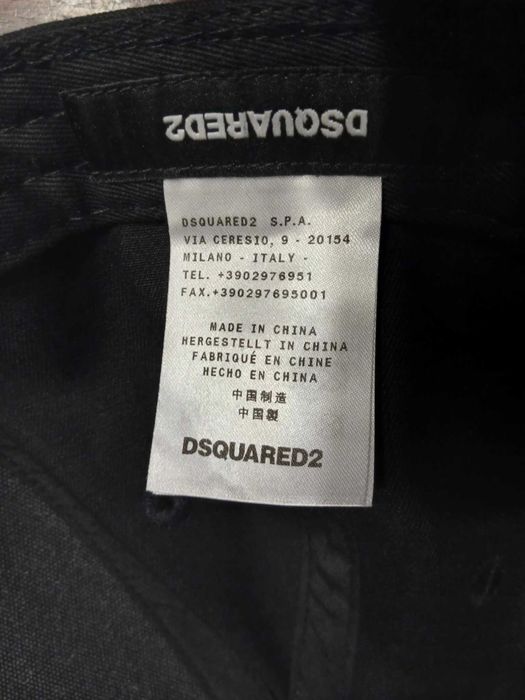 DSQUARED2
DSQUARED2 S.P.A.
VIA CERESIO, 9 - 20154
MILANO - ITALY -
TEL. +3902976951
FAX.+390297695001
MADE IN CHINA
HERGESTELLT IN CHINA
FABRIQUÉ EN CHINE
HECHO EN CHINA
中国制造
中国製
DSQUARED2